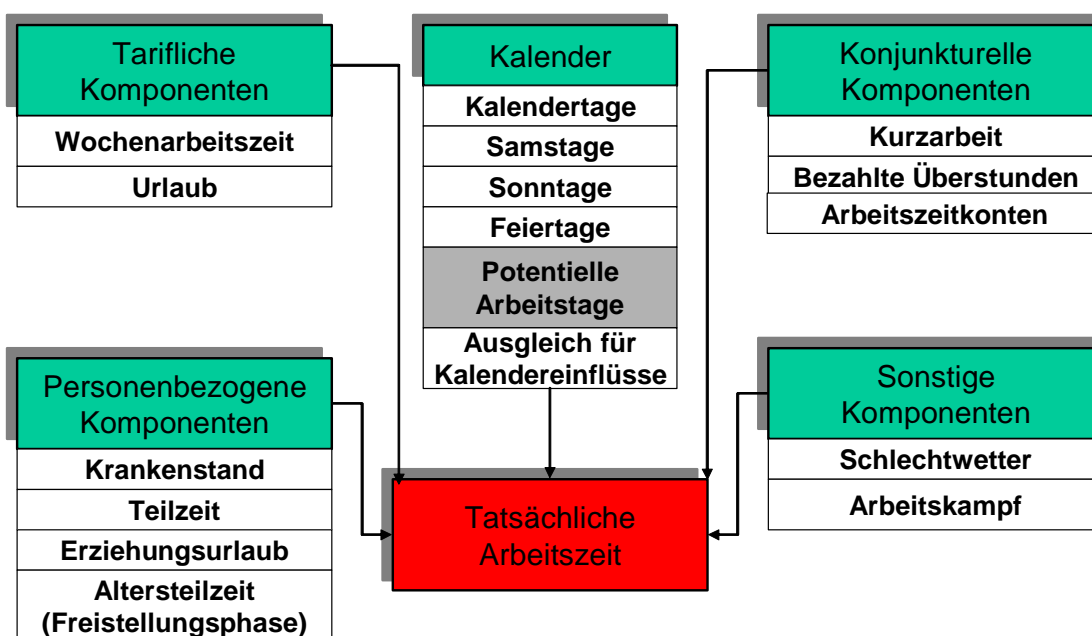 Tarifliche
Komponenten
Wochenarbeitszeit
Urlaub
Kalender
Kalendertage
Samstage
Sonntage
Feiertage
Potentielle
Arbeitstage
Ausgleich für
Kalendereinflüsse
Konjunkturelle
Komponenten
Kurzarbeit
Bezahlte Überstunden
Arbeitszeitkonten
Personenbezogene
Komponenten
Krankenstand
Teilzeit
Erziehungsurlaub
Altersteilzeit
(Freistellungsphase)
Tatsächliche
Arbeitszeit
Sonstige
Komponenten
Schlechtwetter
Arbeitskampf